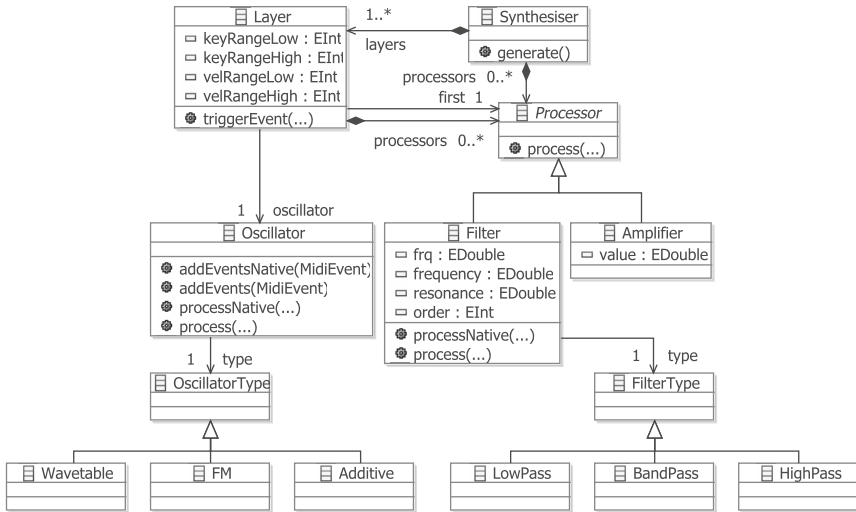 Layer
keyRangeLow : EInt
keyRangeHigh : EInt
velRangeLow : EInt
velRangeHigh : EInt
triggerEvent(...)
1..*
layers
Synthesiser
generate()
processors 0..*
first 1
processors 0..*
Processor
process(...)
1 oscillator
Oscillator
addEventsNative(MidiEvent)
addEvents(MidiEvent)
processNative(...)
process(...)
Filter
frq : EDouble
frequency : EDouble
resonance : EDouble
order : EInt
processNative(...)
process(...)
Amplifier
value : EDouble
1 type
OscillatorType
1 type
FilterType
Wavetable
FM
Additive
LowPass
BandPass
HighPass